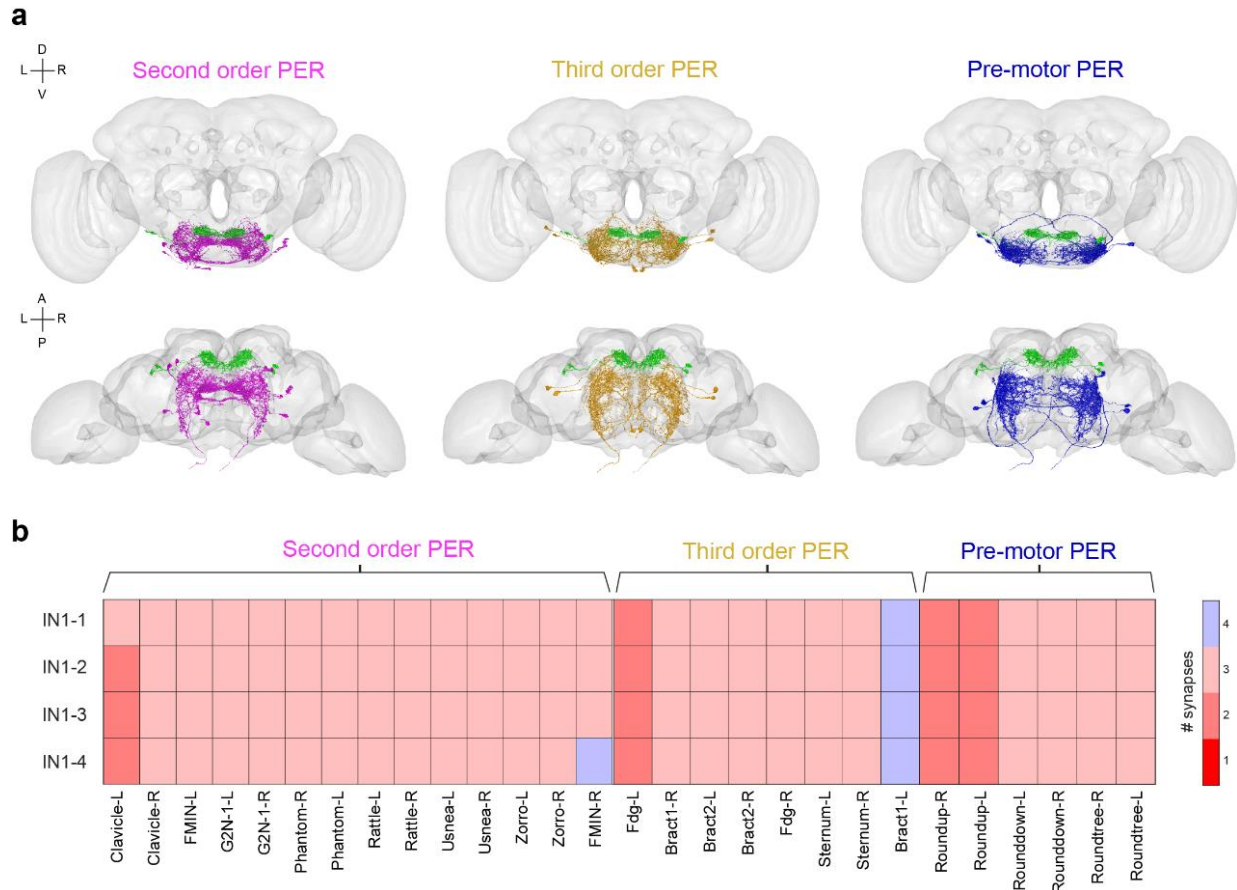 a
D
L R
V
Second order PER
Third order PER
Pre-motor PER
A
L R
P
b
Second order PER
Third order PER
Pre-motor PER
IN1-1
IN1-2
IN1-3
IN1-4
4
3
2
1
# synapses
Clavicle-L
Clavicle-R
FMIN-L
G2N-1-L
G2N-1-R
Phantom-R
Phantom-L
Rattle-L
Rattle-R
Usnea-L
Usnea-R
Zorro-L
Zorro-R
FMIN-R
Fdg-L
Bract1-R
Bract2-L
Bract2-R
Fdg-R
Sternum-L
Sternum-R
Bract1-L
Roundup-R
Roundup-L
Rounddown-L
Rounddown-R
Roundtree-R
Roundtree-L